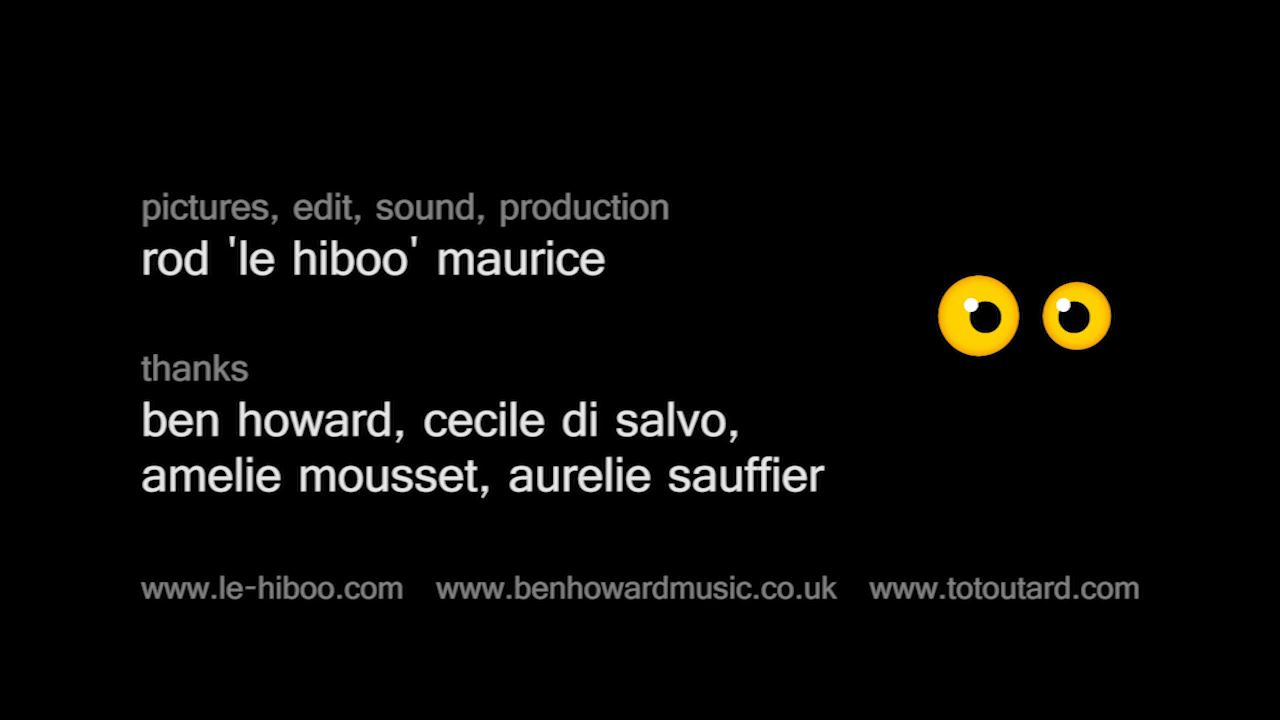 pictures, edit, sound, production
rod 'le hiboo' maurice
thanks
ben howard, cecile di salvo,
amelie mousset, aurelie sauffier
www.le-hiboo.com www.benhowardmusic.co.uk www.totoutard.com